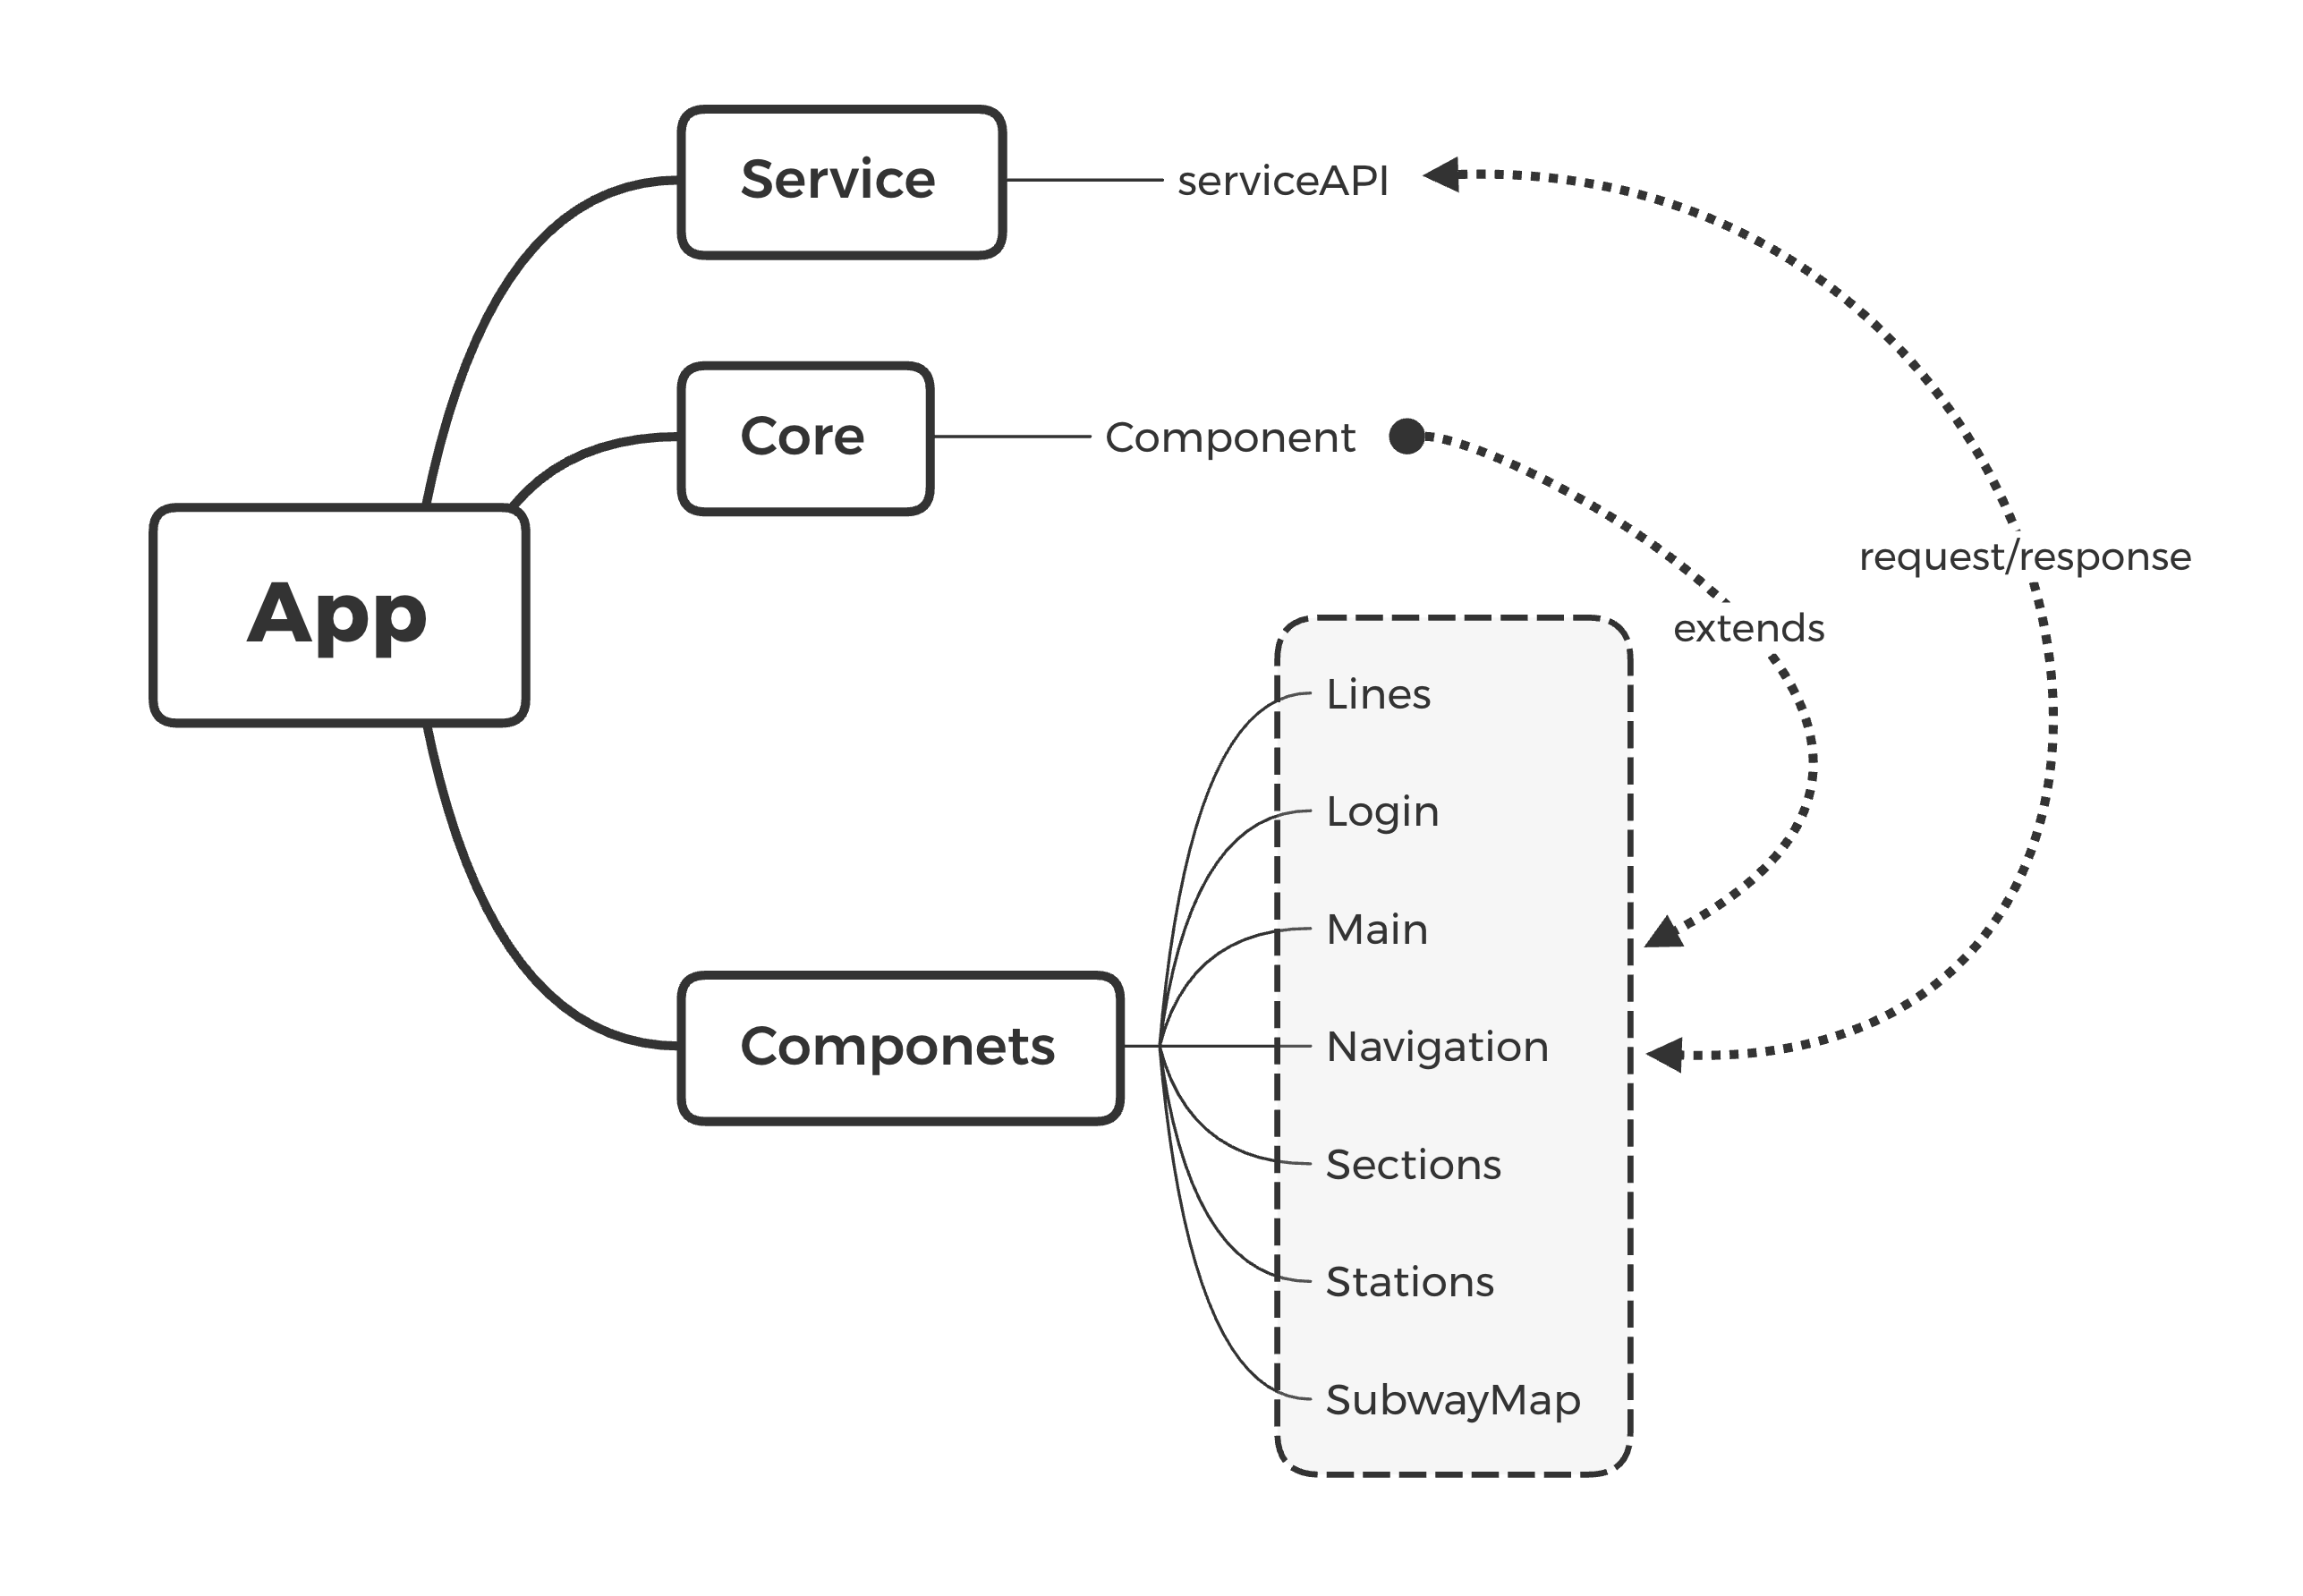 Service
serviceAPI
Core
Component
App
request/response
extends
Lines
Login
Main
Componets
Navigation
Sections
Stations
SubwayMap